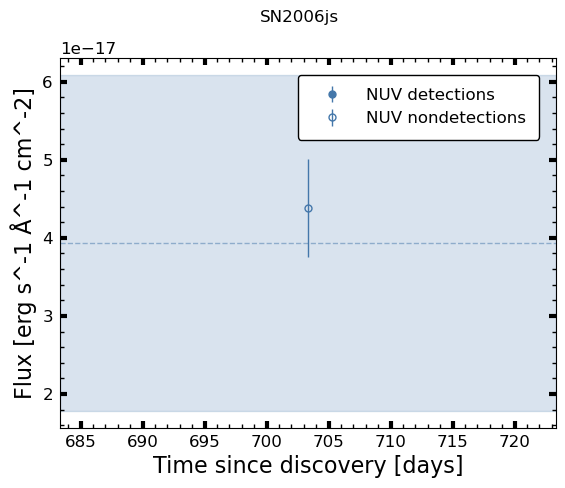 SN2006js
1e−17
6
5
4
3
2
Flux [erg s^-1 Å^-1 cm^-2]
NUV detections
NUV nondetections
685 690 695 700 705 710 715 720
Time since discovery [days]